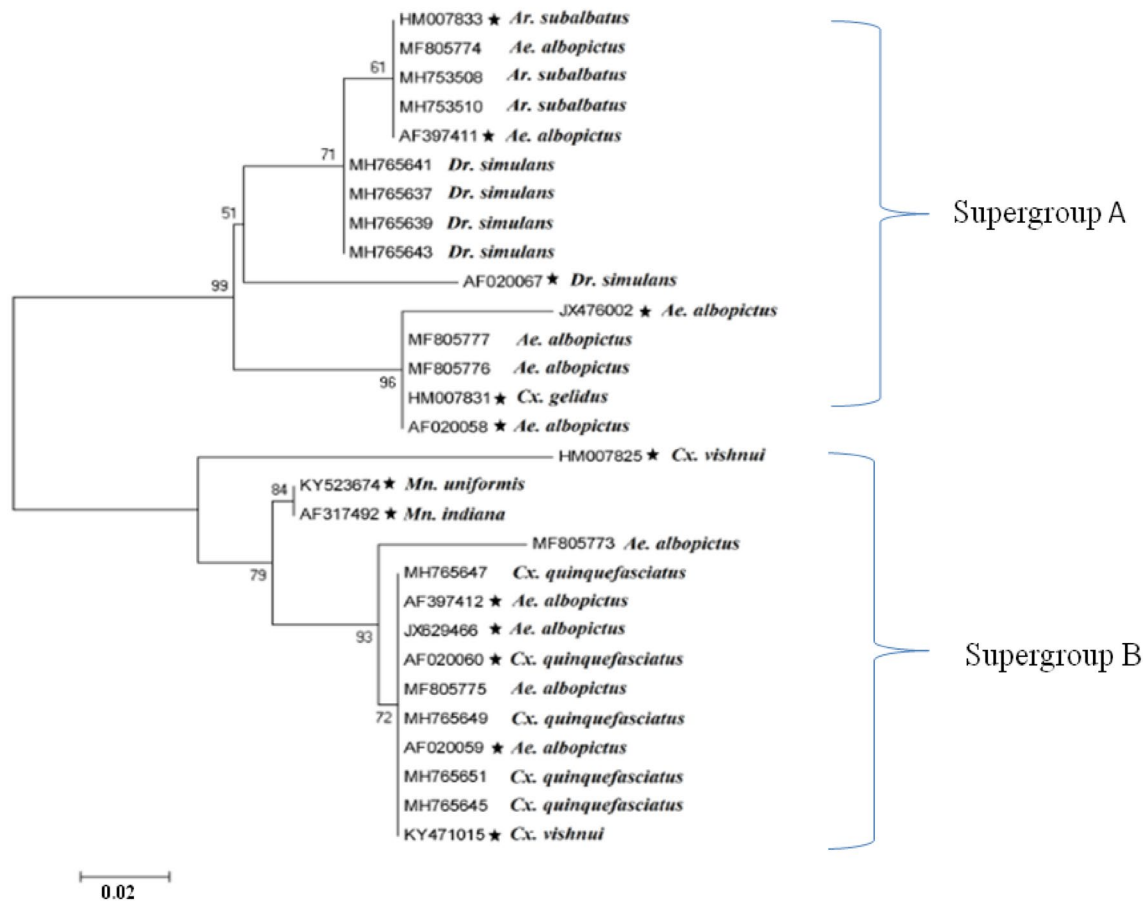 HM007833 ★ Ar. subalbatus
MF805774 Ae. albopictus
61
MH753508 Ar. subalbatus
MH753510 Ar. subalbatus
AF397411 ★ Ae. albopictus
71
MH765641 Dr. simulans
MH765637 Dr. simulans
51
MH765639 Dr. simulans
Supergroup A
MH765643 Dr. simulans
AF020067 ★ Dr. simulans
99
JX476002 ★ Ae. albopictus
MF805777 Ae. albopictus
MF805776 Ae. albopictus
96
HM007831 ★ Cx. gelidus
AF020058 ★ Ae. albopictus
HM007825 ★ Cx. vishnui
84
KY523674 ★ Mn. uniformis
AF317492 ★ Mn. indiana
MF805773 Ae. albopictus
79
MH765647 Cx. quinquefasciatus
AF397412 ★ Ae. albopictus
JX629466 ★ Ae. albopictus
93
AF020060 ★ Cx. quinquefasciatus
Supergroup B
MF805775 Ae. albopictus
72
MH765649 Cx. quinquefasciatus
AF020059 ★ Ae. albopictus
MH765651 Cx. quinquefasciatus
MH765645 Cx. quinquefasciatus
KY471015 ★ Cx. vishnui
0.02